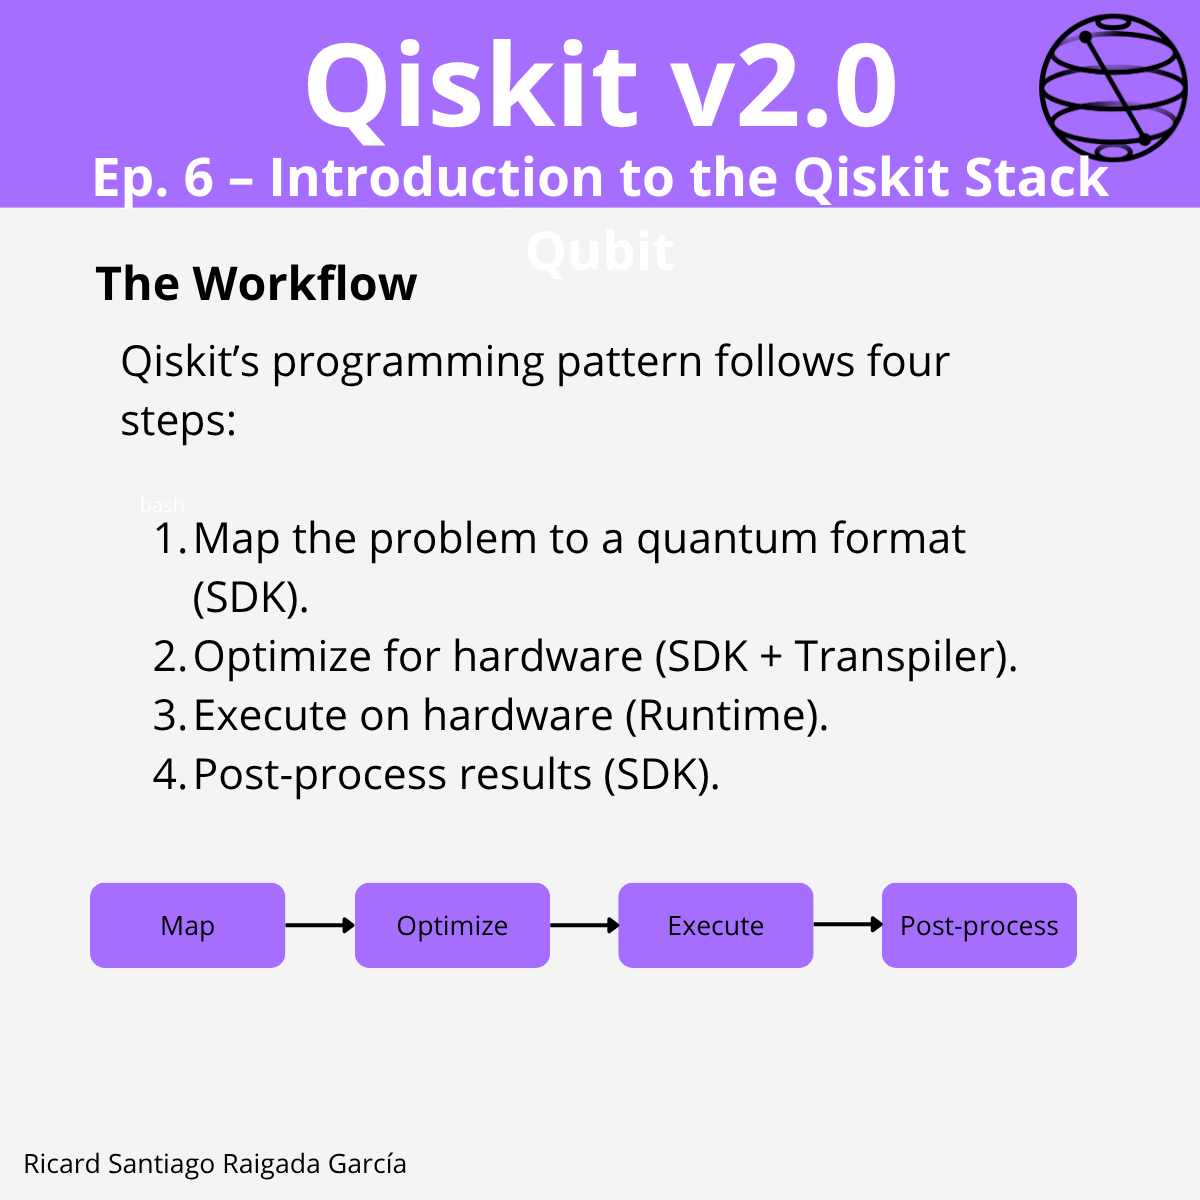 Qiskit v2.0
Ep. 6 – Introduction to the Qiskit Stack
Qubit
The Workflow
Qiskit’s programming pattern follows four
steps:
bash
1. Map the problem to a quantum format
(SDK).
2. Optimize for hardware (SDK + Transpiler).
3. Execute on hardware (Runtime).
4. Post-process results (SDK).
Map
Optimize
Execute
Post-process
Ricard Santiago Raigada García